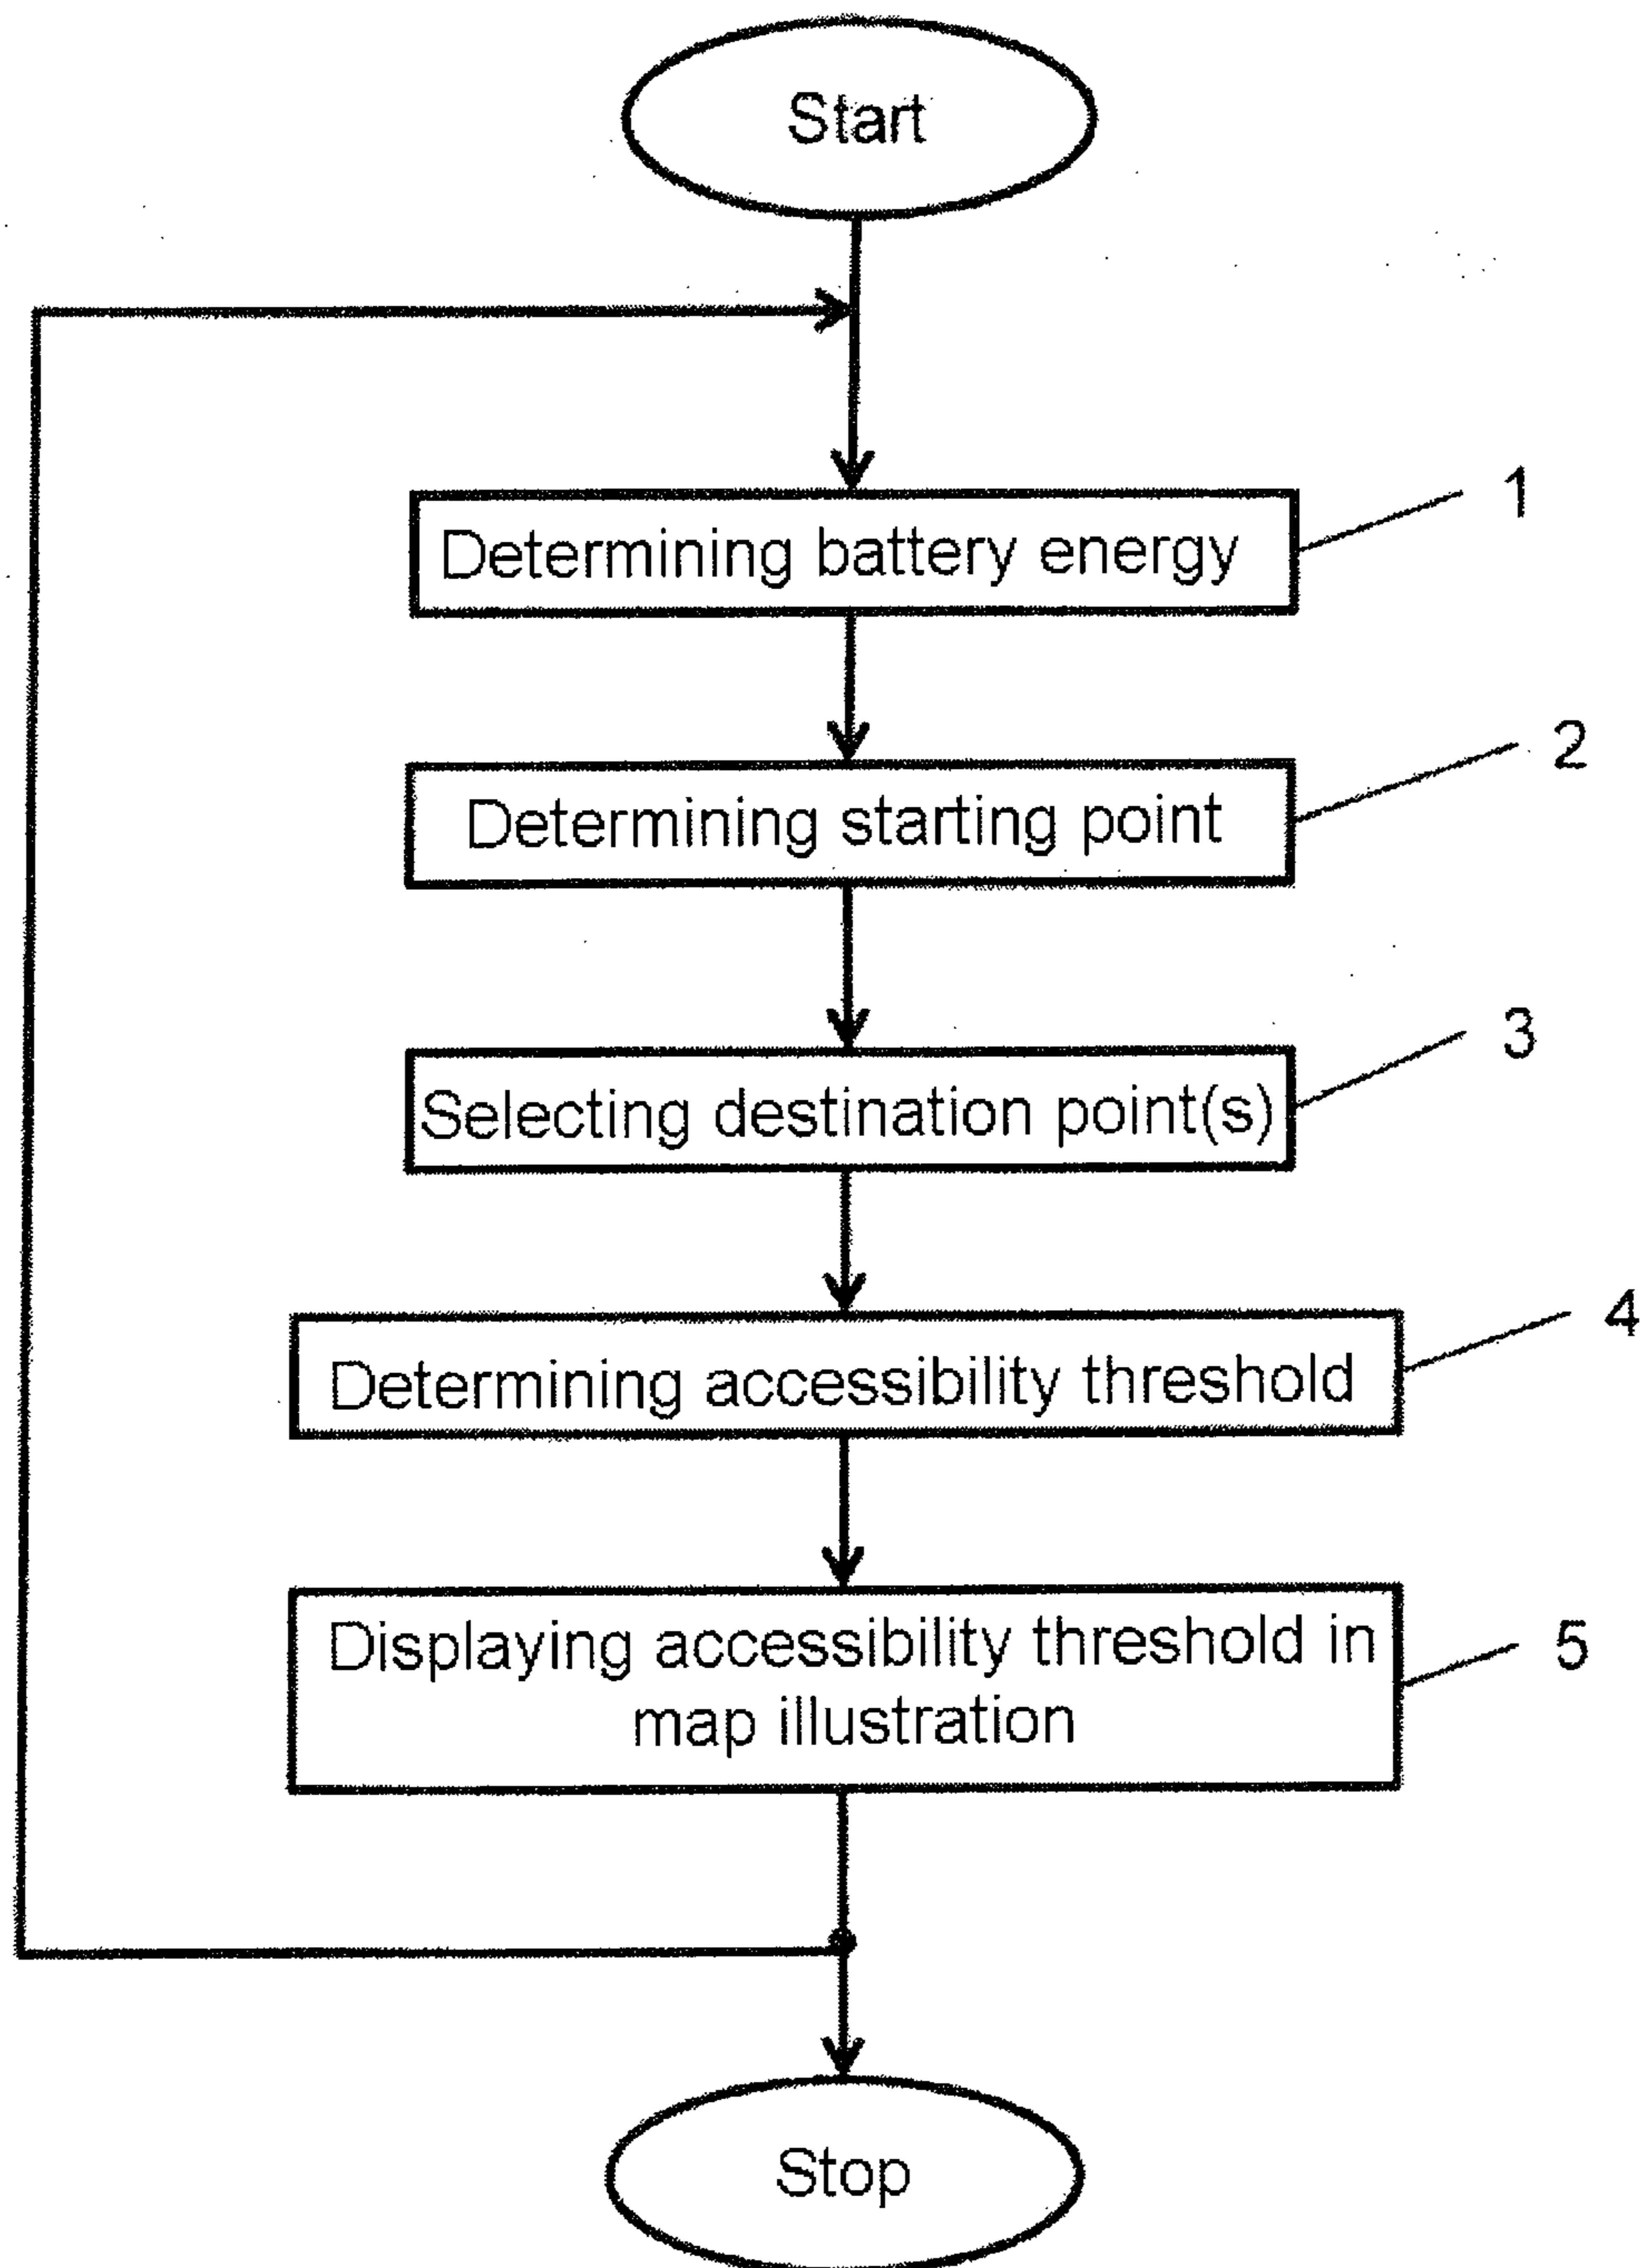 Start
Determining battery energy
1
Determining starting point
2
Selecting destination point(s)
3
Determining accessibility threshold
4
Displaying accessibility threshold in
map illustration
5
Stop